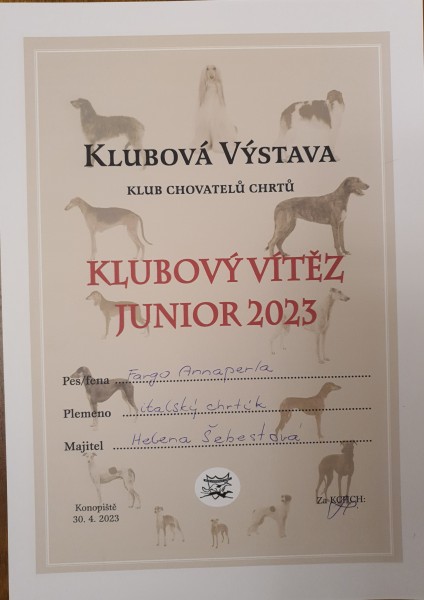 Klubová Výstava
klub chovatelů chrtů
Klubový vítěz
Junior 2023
Pes/fena Fargo Annaperla
Plemeno italský chrtík
Majitel Helena Šebestová
Konopiště
30. 4. 2023
Za KCHCH: